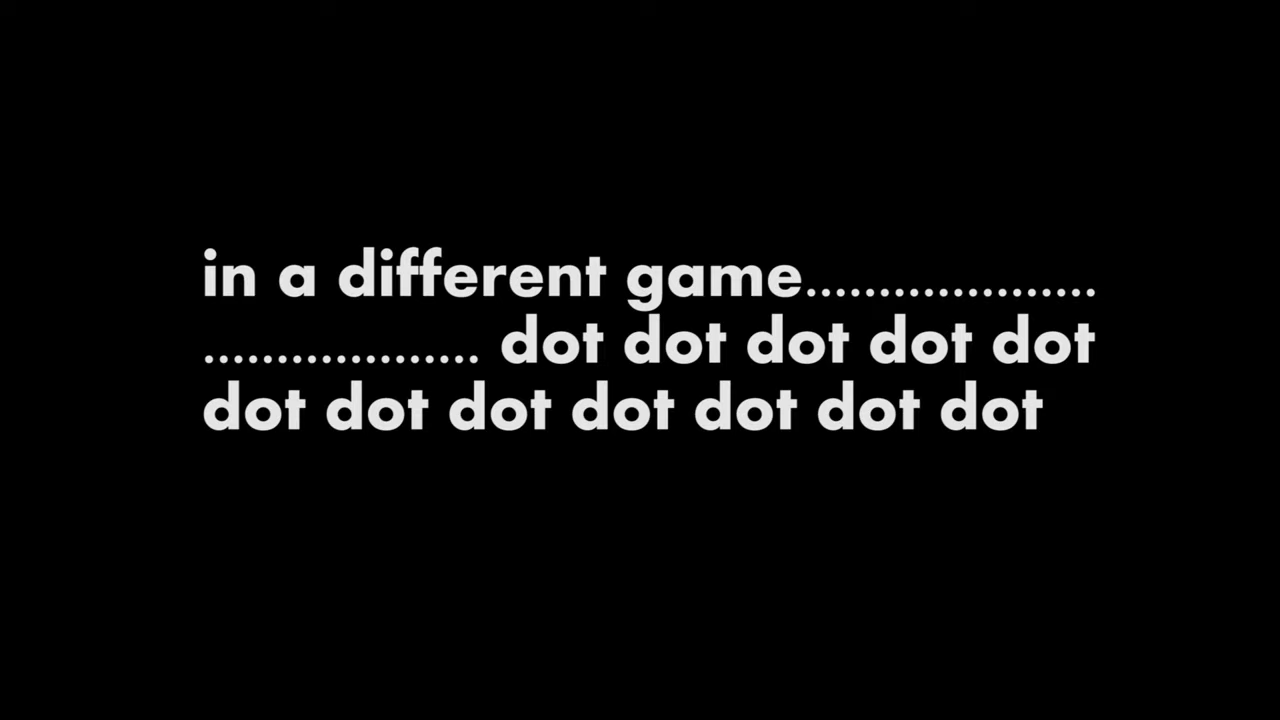 in a different game....................
................... dot dot dot dot dot
dot dot dot dot dot dot dot